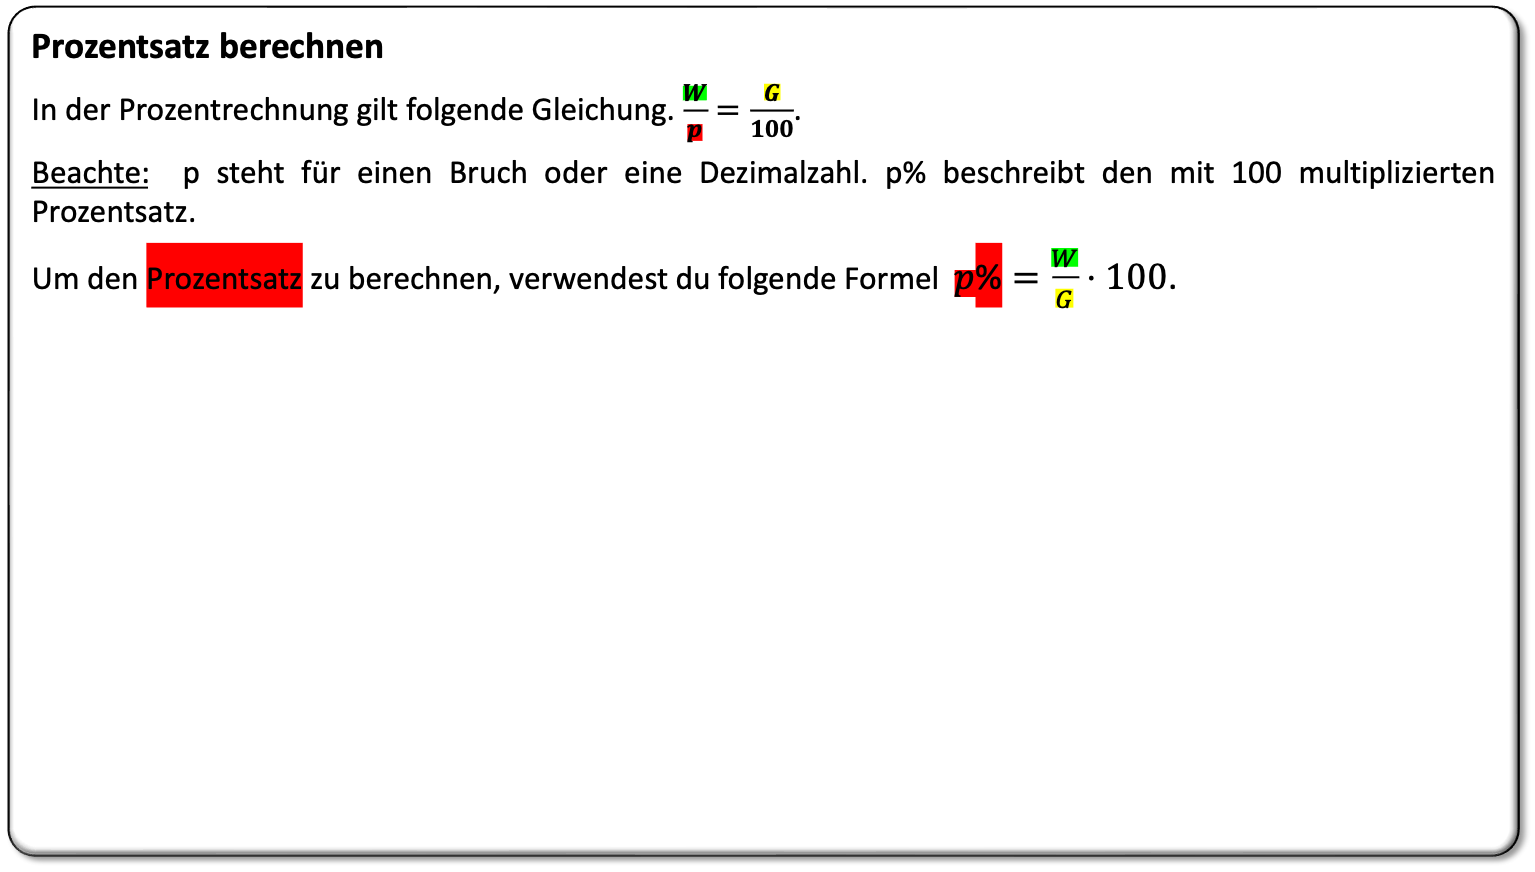 Prozentsatz berechnen
In der Prozentrechnung gilt folgende Gleichung. W/p = G/100.
Beachte: p steht für einen Bruch oder eine Dezimalzahl. p% beschreibt den mit 100 multiplizierten
Prozentsatz.
Um den Prozentsatz zu berechnen, verwendest du folgende Formel p% = W/G · 100.